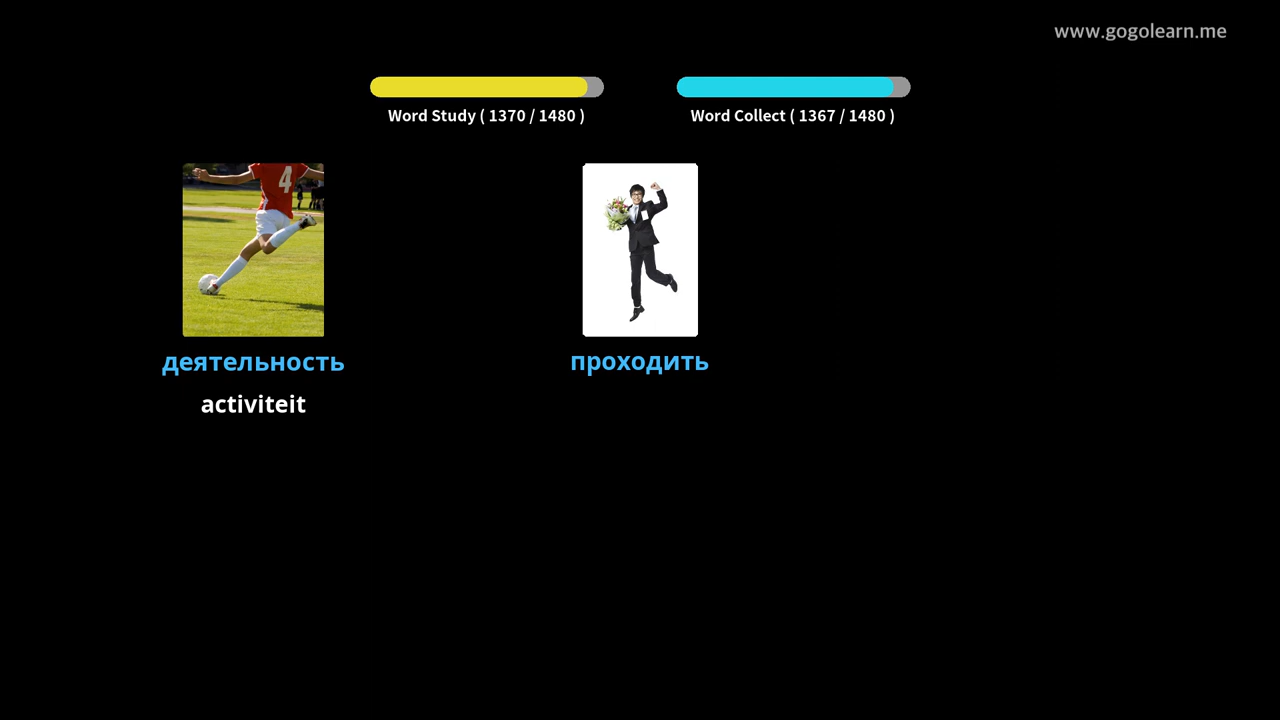 www.gogolearn.me
Word Study ( 1370 / 1480 )
Word Collect ( 1367 / 1480 )
4
деятельность
проходить
activiteit